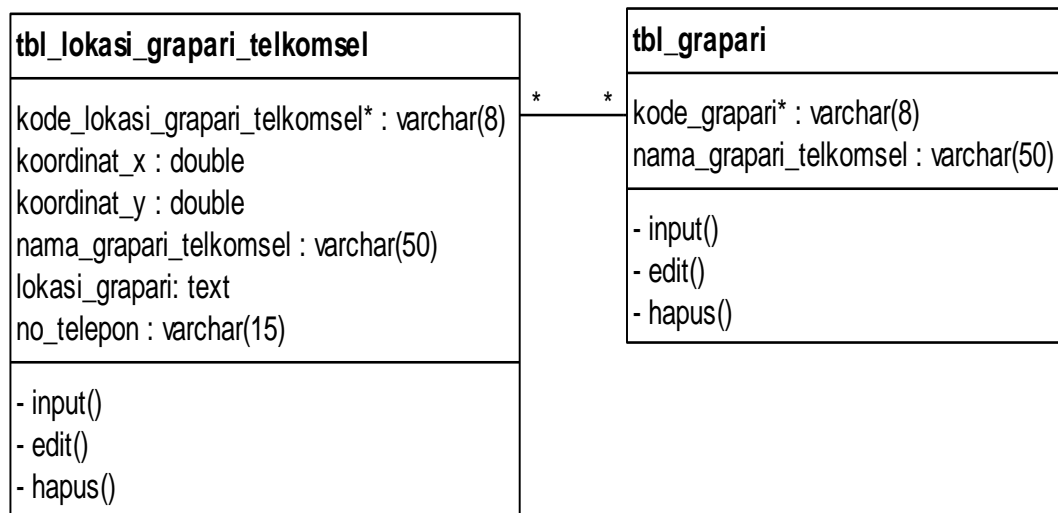 tbl_lokasi_grapari_telkomsel
kode_lokasi_grapari_telkomsel* : varchar(8)
koordinat_x : double
koordinat_y : double
nama_grapari_telkomsel : varchar(50)
lokasi_grapari: text
no_telepon : varchar(15)
- input()
- edit()
- hapus()
* *
tbl_grapari
kode_grapari* : varchar(8)
nama_grapari_telkomsel : varchar(50)
- input()
- edit()
- hapus()